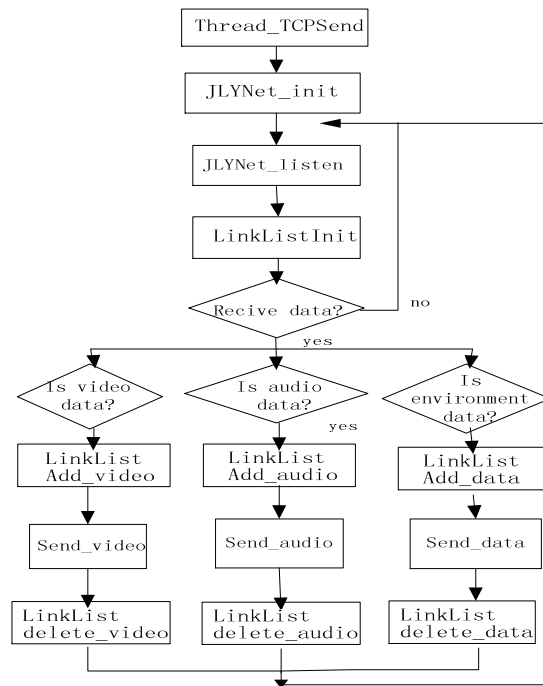 Thread_TCPSend
JLYNet_init
JLYNet_listen
LinkListInit
Recive data?
no
yes
Is video
data?
Is audio
data?
Is
environment
data?
yes
LinkList
Add_video
LinkList
Add_audio
LinkList
Add_data
Send_video
Send_audio
Send_data
LinkList
delete_video
LinkList
delete_audio
LinkList
delete_data